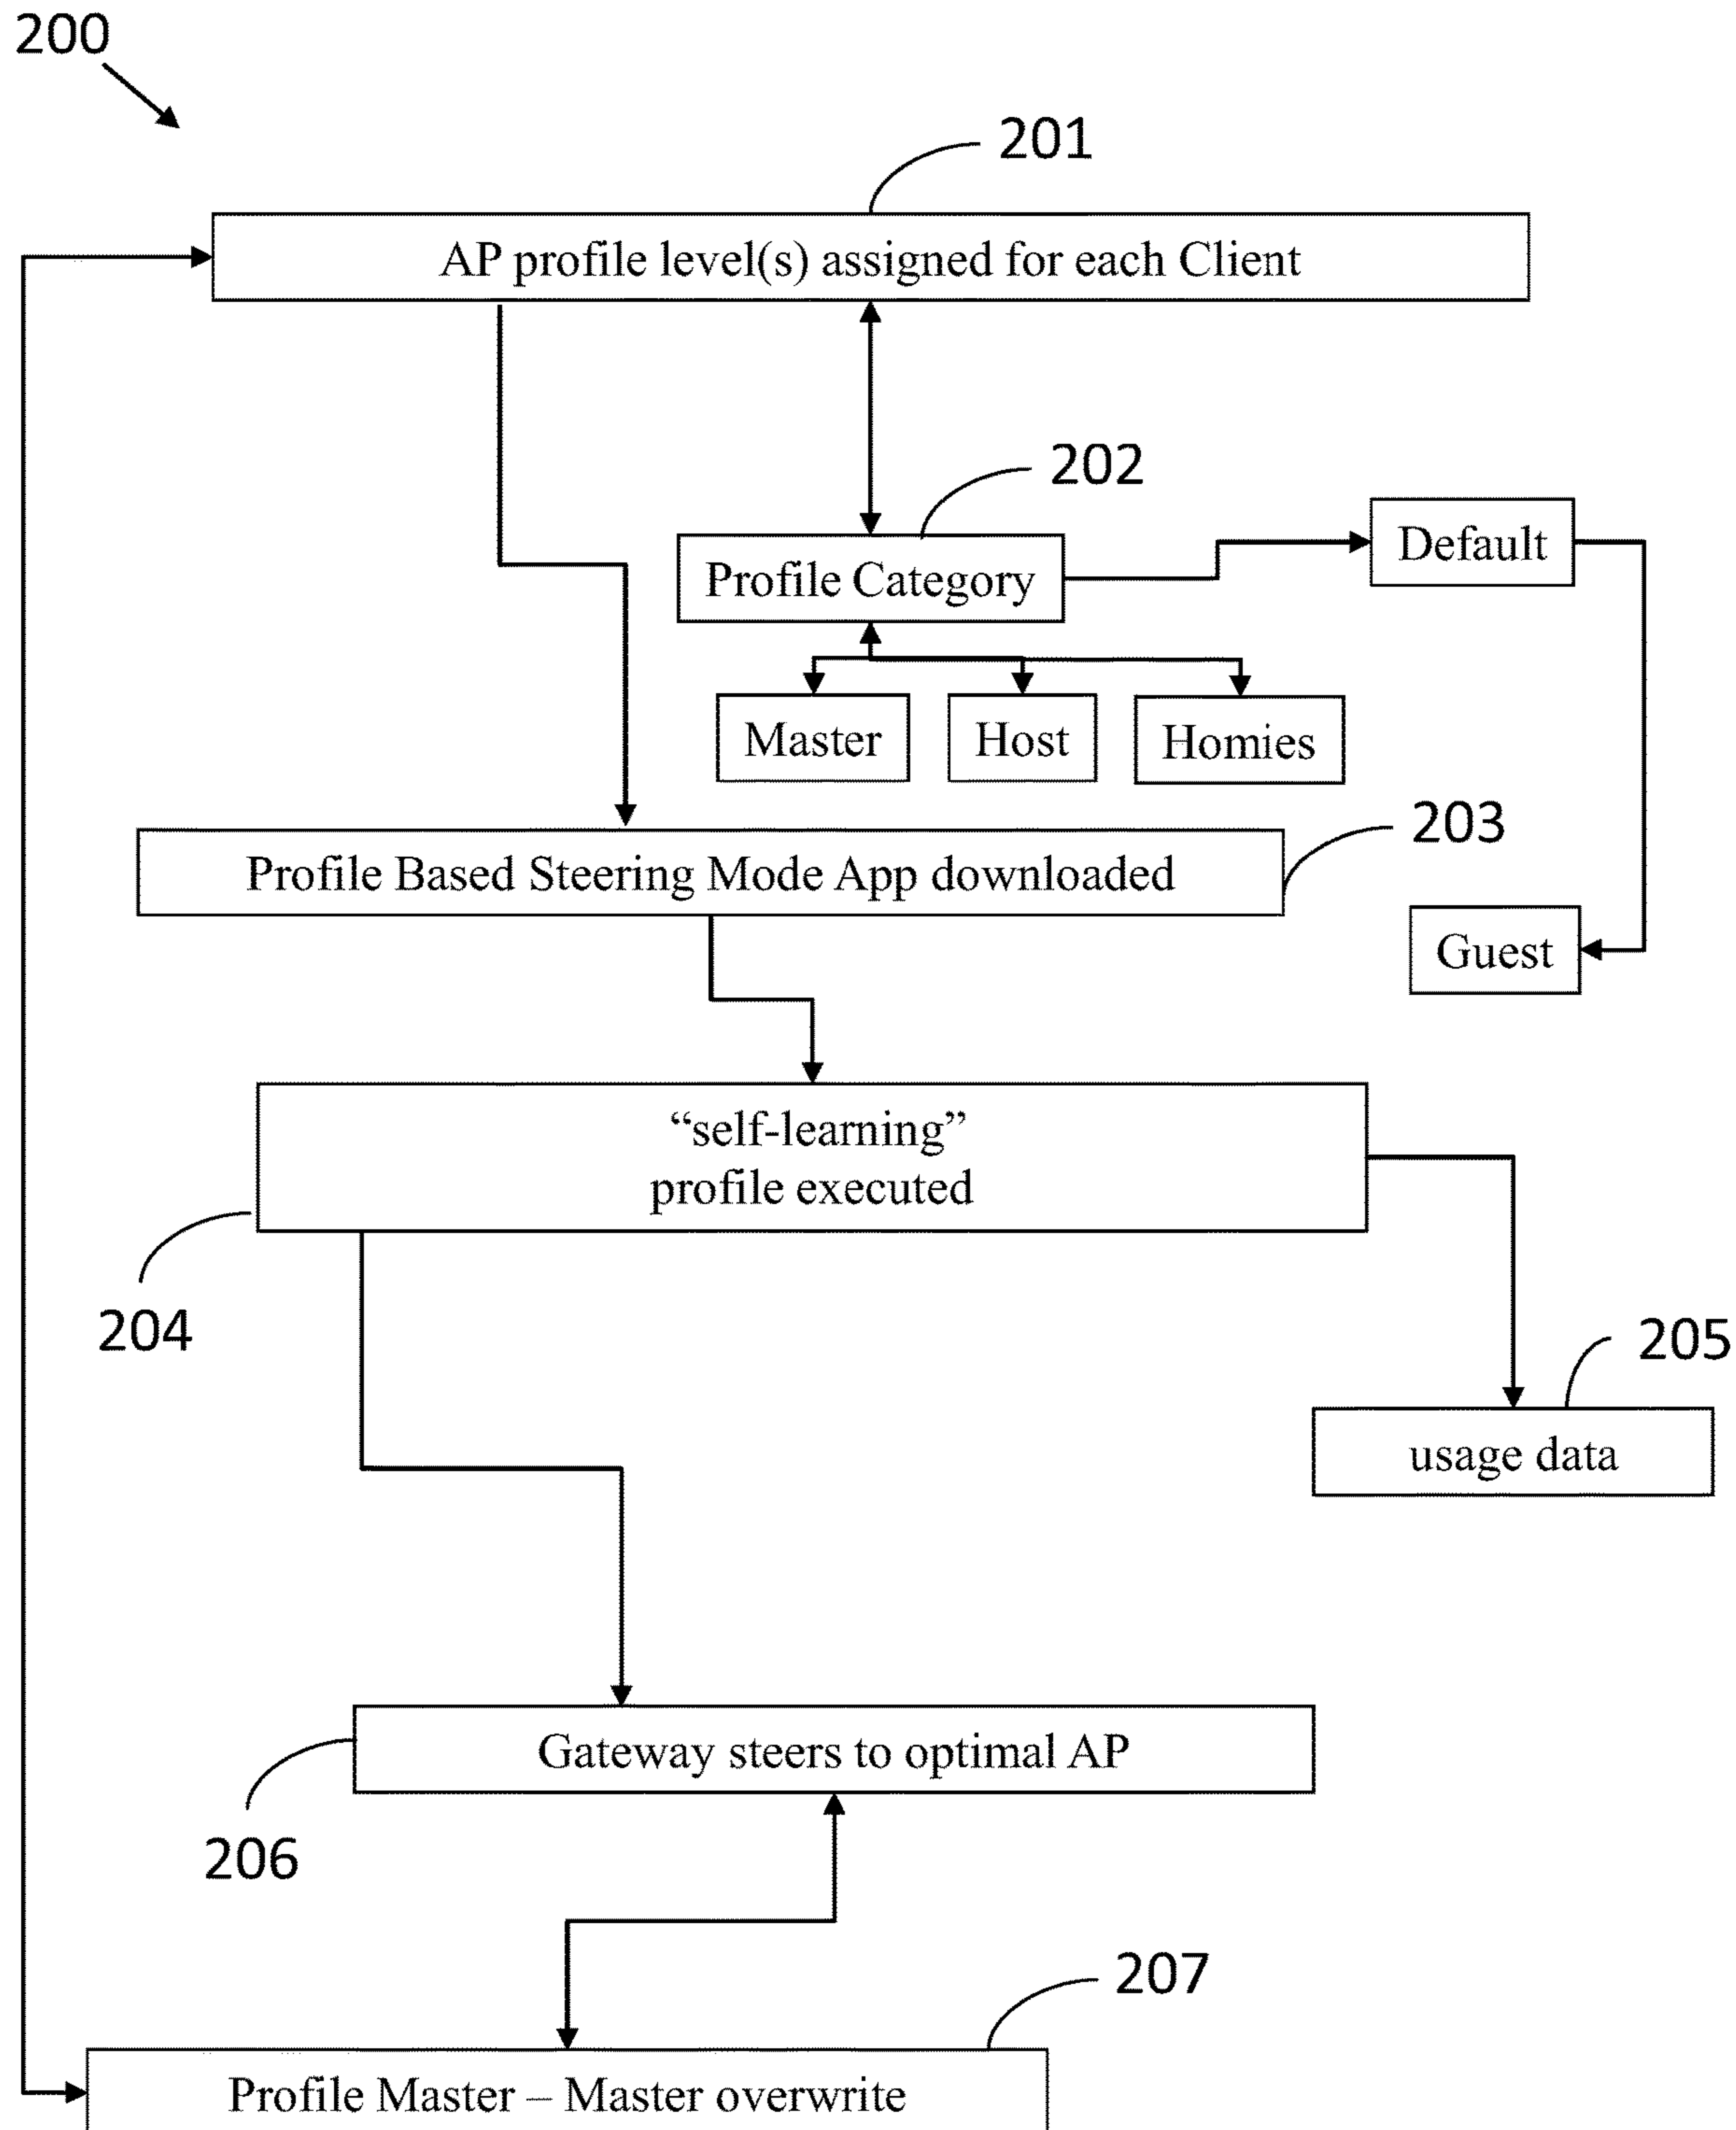 200
201
AP profile level(s) assigned for each Client
202
Default
Profile Category
Master
Host
Homies
203
Profile Based Steering Mode App downloaded
Guest
“self-learning”
profile executed
204
205
usage data
Gateway steers to optimal AP
206
207
Profile Master – Master overwrite